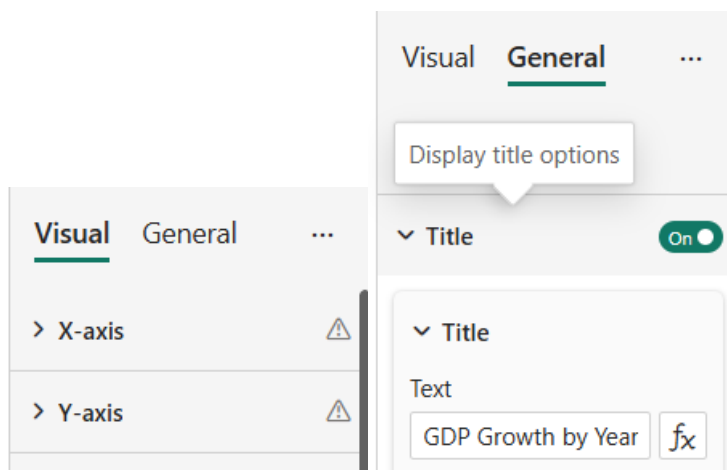 Visual General ...
X-axis
Y-axis
Visual General ...
Display title options
Title On
Title
Text
GDP Growth by Year fx